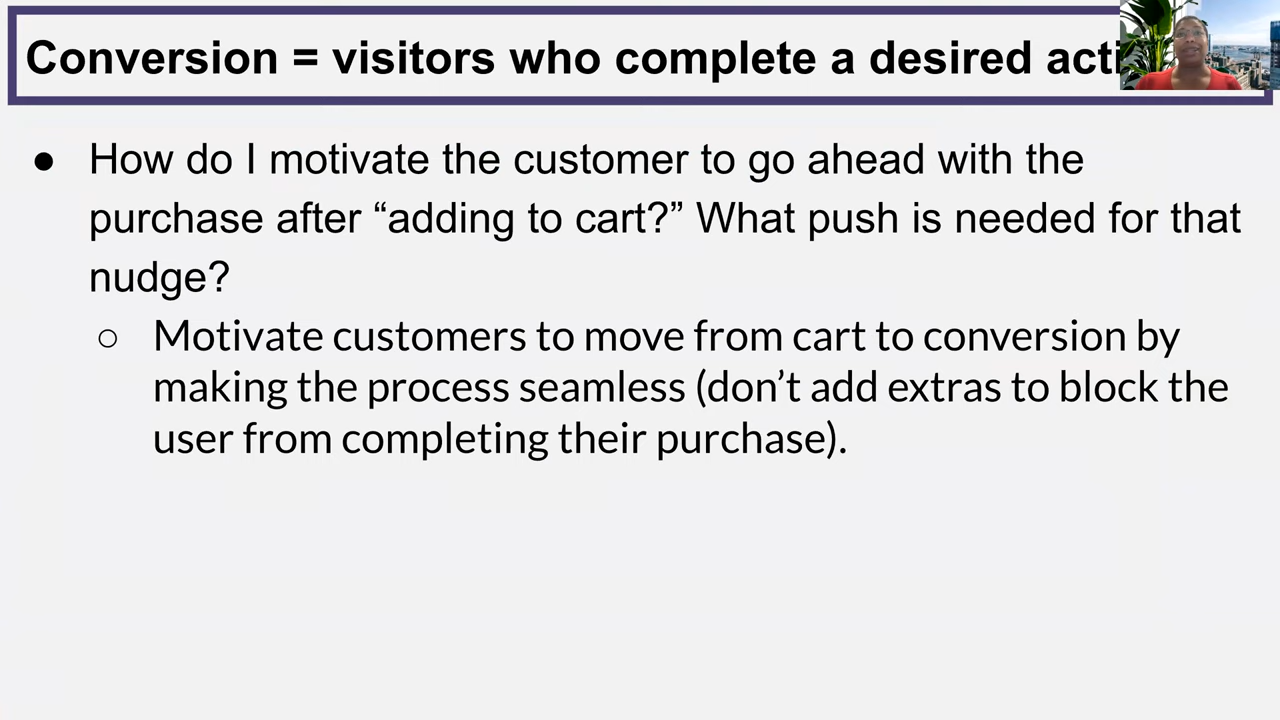 Conversion = visitors who complete a desired acti
● How do I motivate the customer to go ahead with the
purchase after “adding to cart?” What push is needed for that
nudge?
○ Motivate customers to move from cart to conversion by
making the process seamless (don’t add extras to block the
user from completing their purchase).